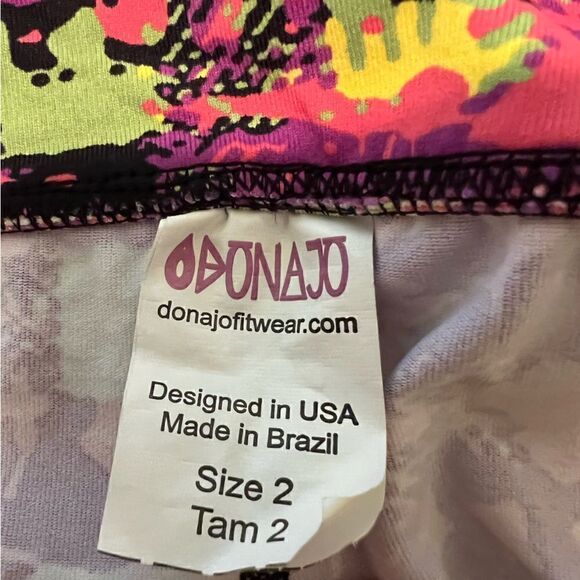 DONAJO
donajofitwear.com
Designed in USA
Made in Brazil
Size 2
Tam 2